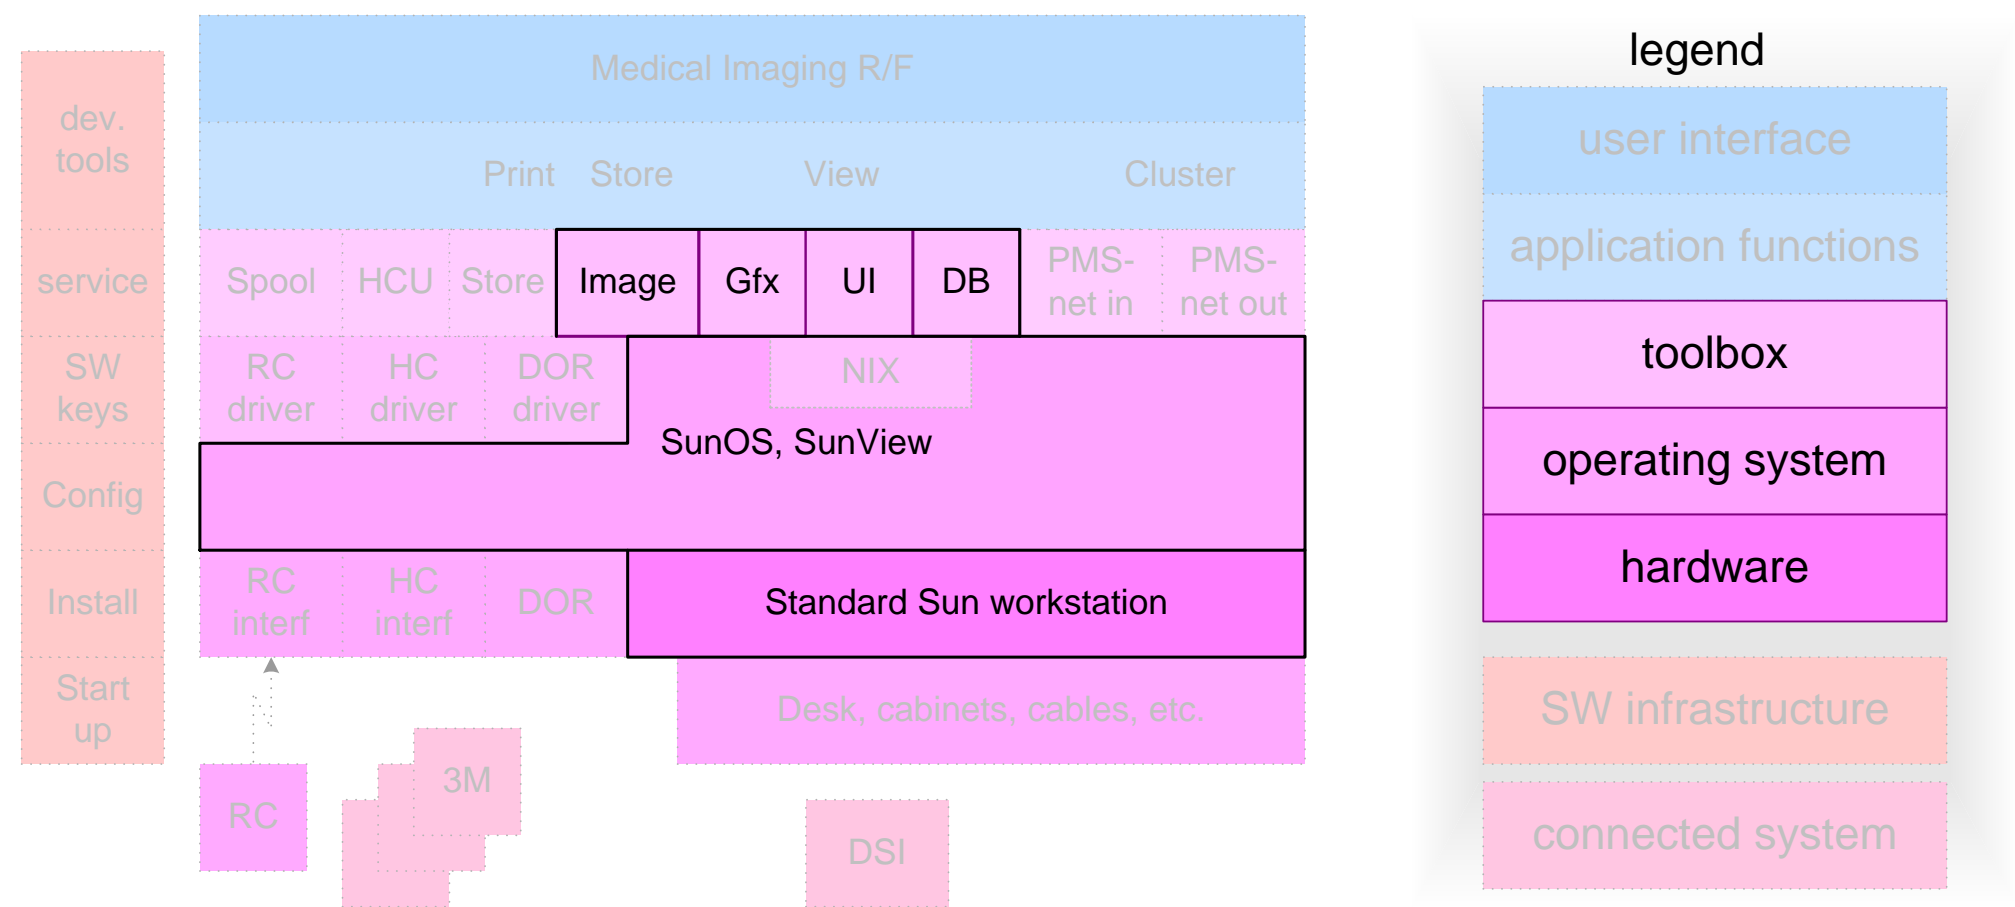 Medical Imaging R/F
Print Store View Cluster
Spool HCU Store Image Gfx UI DB PMS-
net in PMS-
net out
RC
driver HC
driver DOR
driver NIX
SunOS, SunView
RC
interf HC
interf DOR Standard Sun workstation
Desk, cabinets, cables, etc.
dev.
tools
service
SW
keys
Config
Install
Start
up
RC
3M
DSI
legend
user interface
application functions
toolbox
operating system
hardware
SW infrastructure
connected system